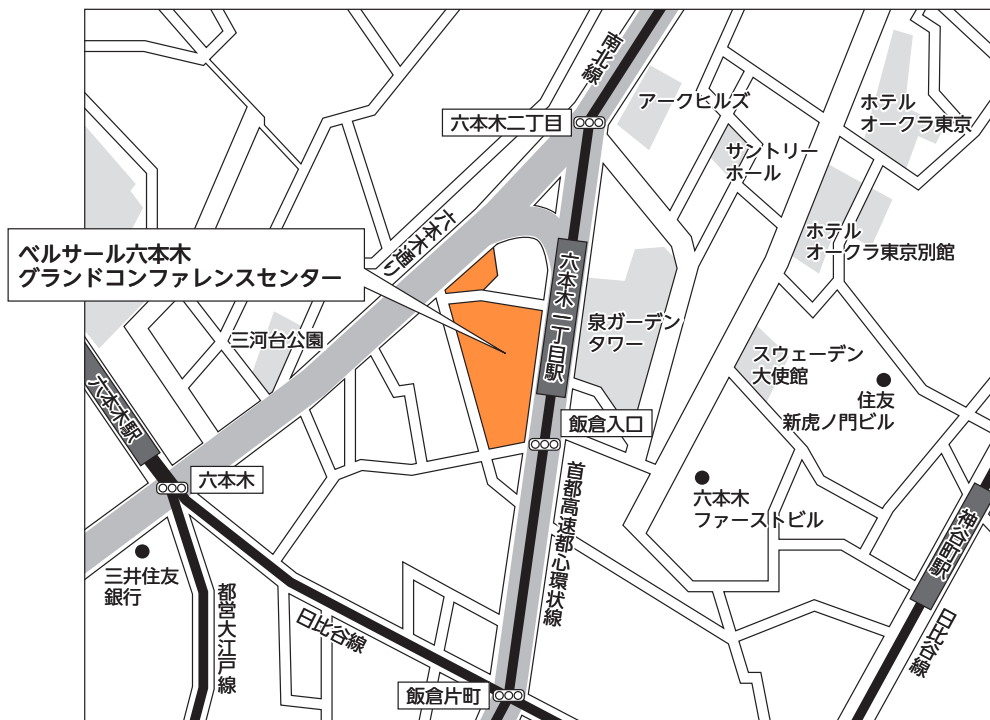 南北線
アークヒルズ
ホテル
オークラ東京
六本木二丁目
サントリー
ホール
六本木通り
ホテル
オークラ東京別館
ベルサール六本木
グランドコンファレンスセンター
六本木一丁目駅
泉ガーデン
タワー
三河台公園
スウェーデン
大使館
住友
新虎ノ門ビル
六本木駅
飯倉入口
六本木
首都高速都心環状線
六本木
ファーストビル
神谷町駅
三井住友
銀行
都営大江戸線
日比谷線
日比谷線
飯倉片町